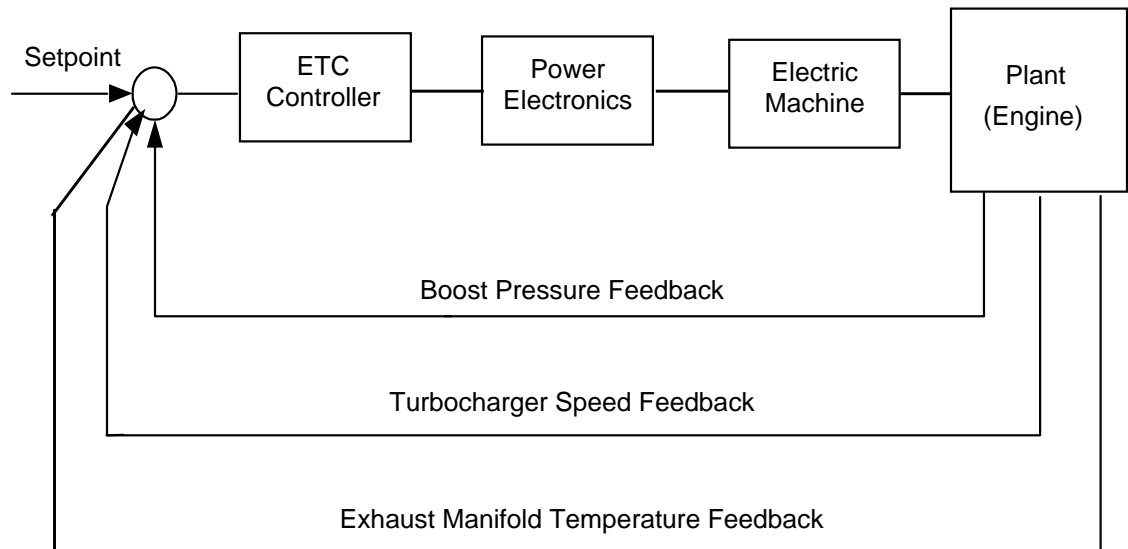 Setpoint
ETC
Controller
Power
Electronics
Electric
Machine
Plant
(Engine)
Boost Pressure Feedback
Turbocharger Speed Feedback
Exhaust Manifold Temperature Feedback